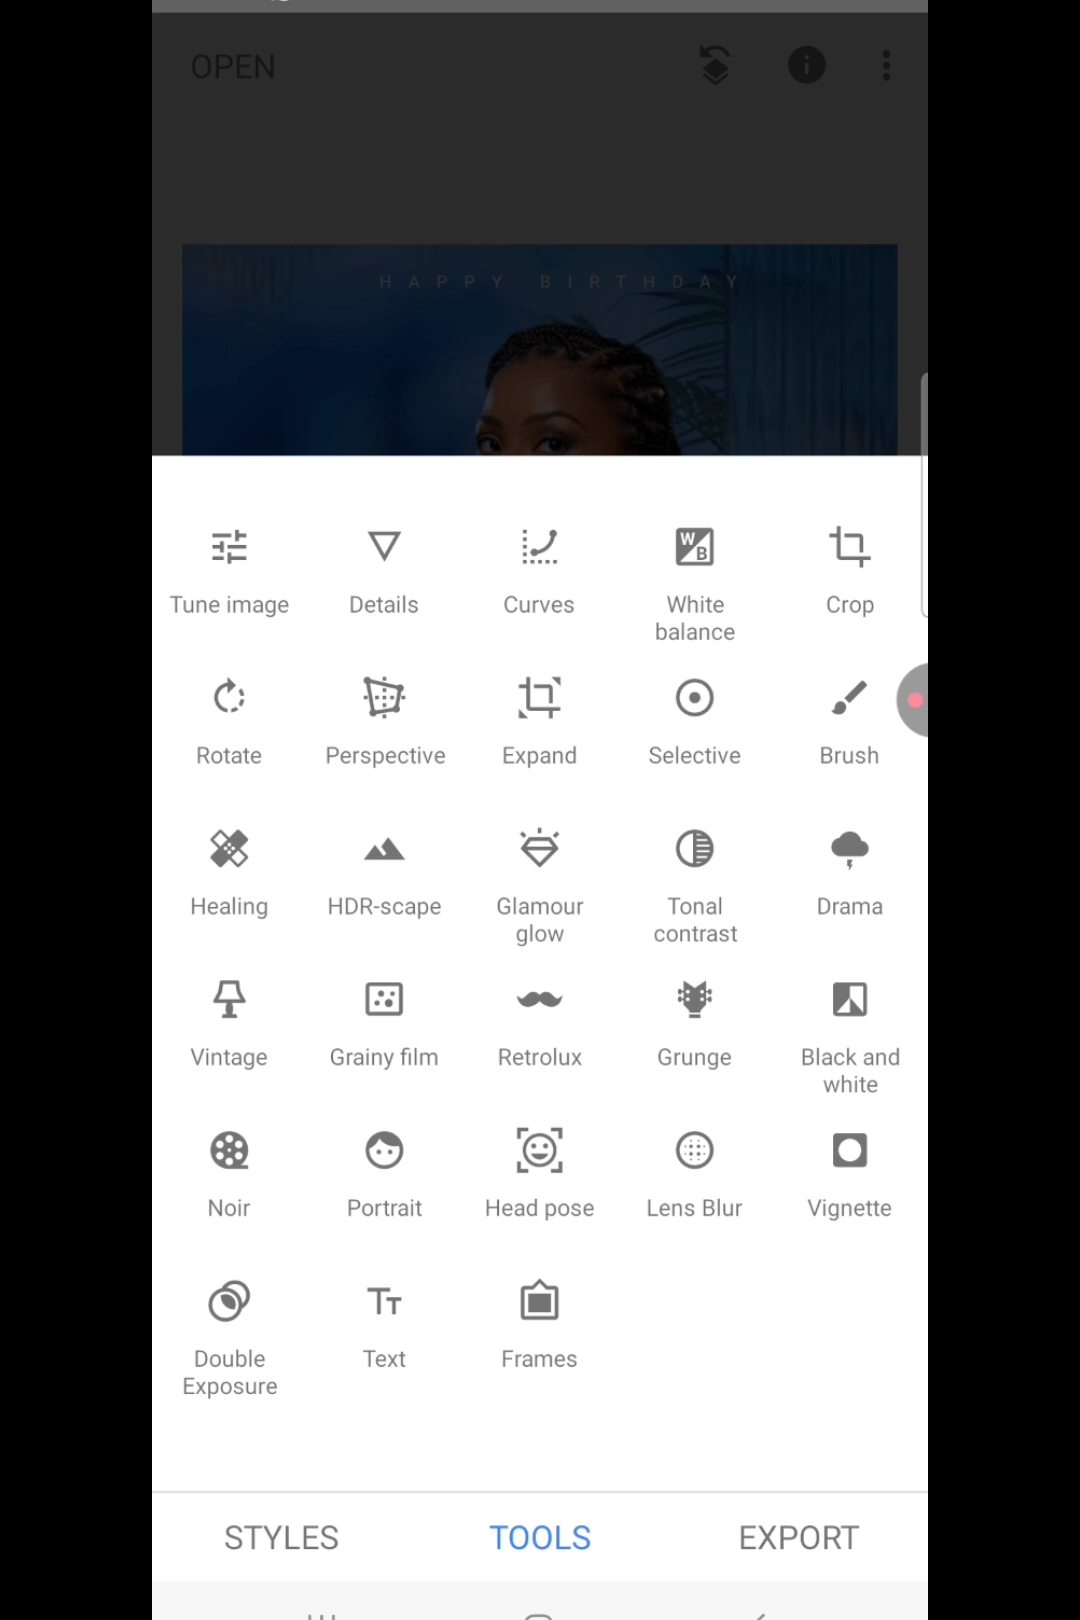 OPEN
HAPPY BIRTHDAY
Tune image
Details
Curves
White
balance
Crop
Rotate
Perspective
Expand
Selective
Brush
Healing
HDR-scape
Glamour
glow
Tonal
contrast
Drama
Vintage
Grainy film
Retrolux
Grunge
Black and
white
Noir
Portrait
Head pose
Lens Blur
Vignette
Double
Exposure
Text
Frames
STYLES
TOOLS
EXPORT